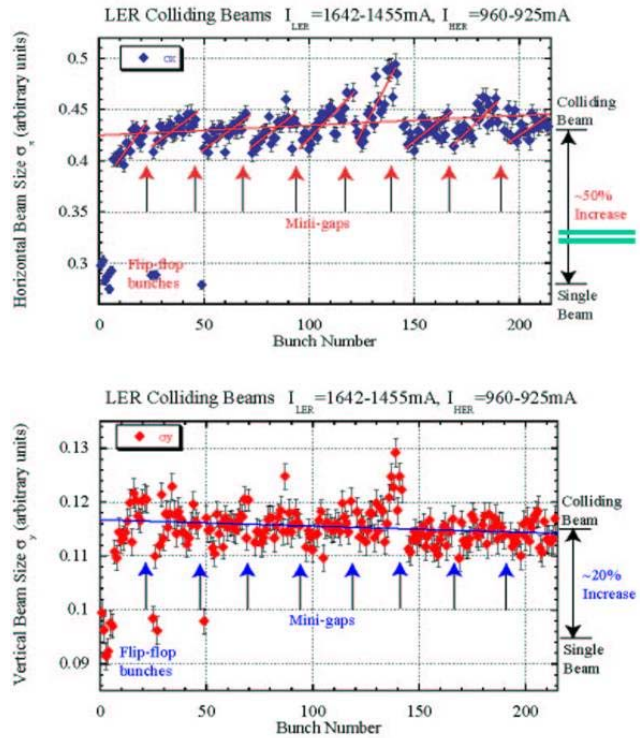 LER Colliding Beams I_LER=1642-1455mA, I_HER=960-925mA
Horizontal Beam Size σ_x (arbitrary units)
σx
0.5
0.45
0.4
0.35
0.3
Colliding
Beam
~50%
Increase
Mini-gaps
Flip-flop
bunches
Single
Beam
0
50
100
150
200
Bunch Number
LER Colliding Beams I_LER=1642-1455mA, I_HER=960-925mA
Vertical Beam Size σ_y (arbitrary units)
σy
0.13
0.12
0.11
0.1
0.09
Colliding
Beam
~20%
Increase
Mini-gaps
Flip-flop
bunches
Single
Beam
0
50
100
150
200
Bunch Number